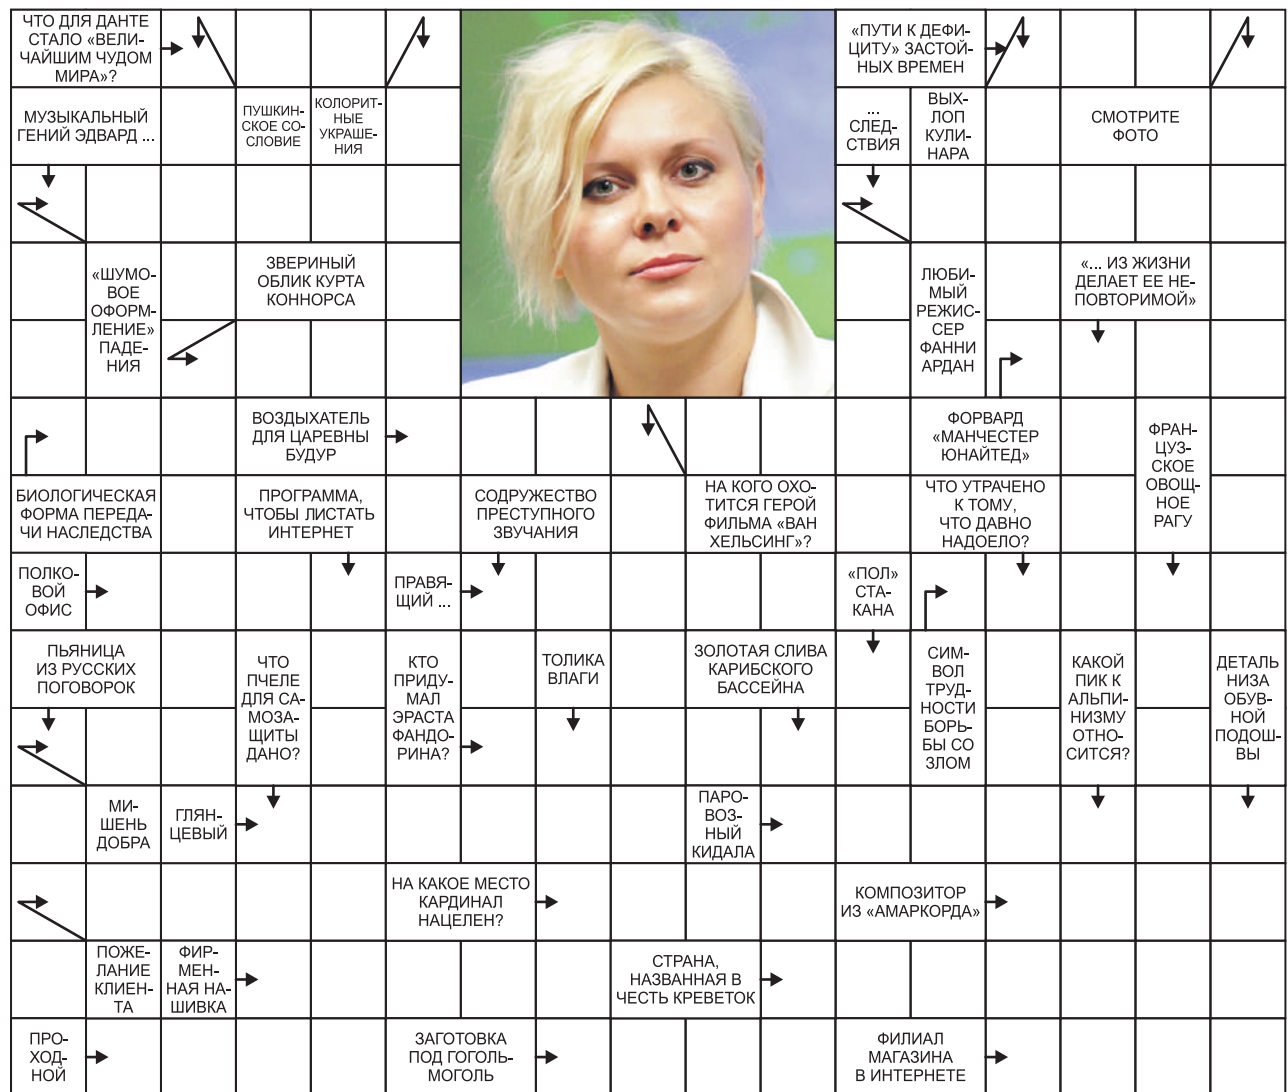 ЧТО ДЛЯ ДАНТЕ
СТАЛО «ВЕЛИ-
ЧАЙШИМ ЧУДОМ
МИРА»?
«ПУТИ К ДЕФИ-
ЦИТУ» ЗАСТОЙ-
НЫХ ВРЕМЕН
МУЗЫКАЛЬНЫЙ
ГЕНИЙ ЭДВАРД ...
ПУШКИН-
СКОЕ СО-
СЛОВИЕ
КОЛОРИТ-
НЫЕ
УКРАШЕ-
НИЯ
...
СЛЕД-
СТВИЯ
ВЫХ-
ЛОП
КУЛИ-
НАРА
СМОТРИТЕ
ФОТО
«ШУМО-
ВОЕ
ОФОРМ-
ЛЕНИЕ»
ПАДЕ-
НИЯ
ЗВЕРИНЫЙ
ОБЛИК КУРТА
КОННОРСА
ЛЮБИ-
МЫЙ
РЕЖИС-
СЕР
ФАННИ
АРДАН
«... ИЗ ЖИЗНИ
ДЕЛАЕТ ЕЕ НЕ-
ПОВТОРИМОЙ»
ВОЗДЫХАТЕЛЬ
ДЛЯ ЦАРЕВНЫ
БУДУР
ФОРВАРД
«МАНЧЕСТЕР
ЮНАЙТЕД»
ФРАН-
ЦУЗ-
СКОЕ
ОВОЩ-
НОЕ
РАГУ
БИОЛОГИЧЕСКАЯ
ФОРМА ПЕРЕДА-
ЧИ НАСЛЕДСТВА
ПРОГРАММА,
ЧТОБЫ ЛИСТАТЬ
ИНТЕРНЕТ
СОДРУЖЕСТВО
ПРЕСТУПНОГО
ЗВУЧАНИЯ
НА КОГО ОХО-
ТИТСЯ ГЕРОЙ
ФИЛЬМА «ВАН
ХЕЛЬСИНГ»?
ЧТО УТРАЧЕНО
К ТОМУ,
ЧТО ДАВНО
НАДОЕЛО?
ПОЛКО-
ВОЙ
ОФИС
ПРАВЯ-
ЩИЙ ...
«ПОЛ»
СТА-
КАНА
ПЬЯНИЦА
ИЗ РУССКИХ
ПОГОВОРОК
ЧТО
ПЧЕЛЕ
ДЛЯ СА-
МОЗА-
ЩИТЫ
ДАНО?
КТО
ПРИДУ-
МАЛ
ЭРАСТА
ФАНДО-
РИНА?
ТОЛИКА
ВЛАГИ
ЗОЛОТАЯ СЛИВА
КАРИБСКОГО
БАССЕЙНА
СИМ-
ВОЛ
ТРУД-
НОСТИ
БОРЬ-
БЫ СО
ЗЛОМ
КАКОЙ
ПИК К
АЛЬПИ-
НИЗМУ
ОТНО-
СИТСЯ?
ДЕТАЛЬ
НИЗА
ОБУВ-
НОЙ
ПОДОШ-
ВЫ
МИ-
ШЕНЬ
ДОБРА
ГЛЯН-
ЦЕВЫЙ
ПАРО-
ВОЗ-
НЫЙ
КИДАЛА
НА КАКОЕ МЕСТО
КАРДИНАЛ
НАЦЕЛЕН?
КОМПОЗИТОР
ИЗ «АМАРКОРДА»
ПОЖЕ-
ЛАНИЕ
КЛИЕН-
ТА
ФИР-
МЕН-
НАЯ НА-
ШИВКА
СТРАНА,
НАЗВАННАЯ В
ЧЕСТЬ КРЕВЕТОК
ПРО-
ХОД-
НОЙ
ЗАГОТОВКА
ПОД ГОГОЛЬ-
МОГОЛЬ
ФИЛИАЛ
МАГАЗИНА
В ИНТЕРНЕТЕ